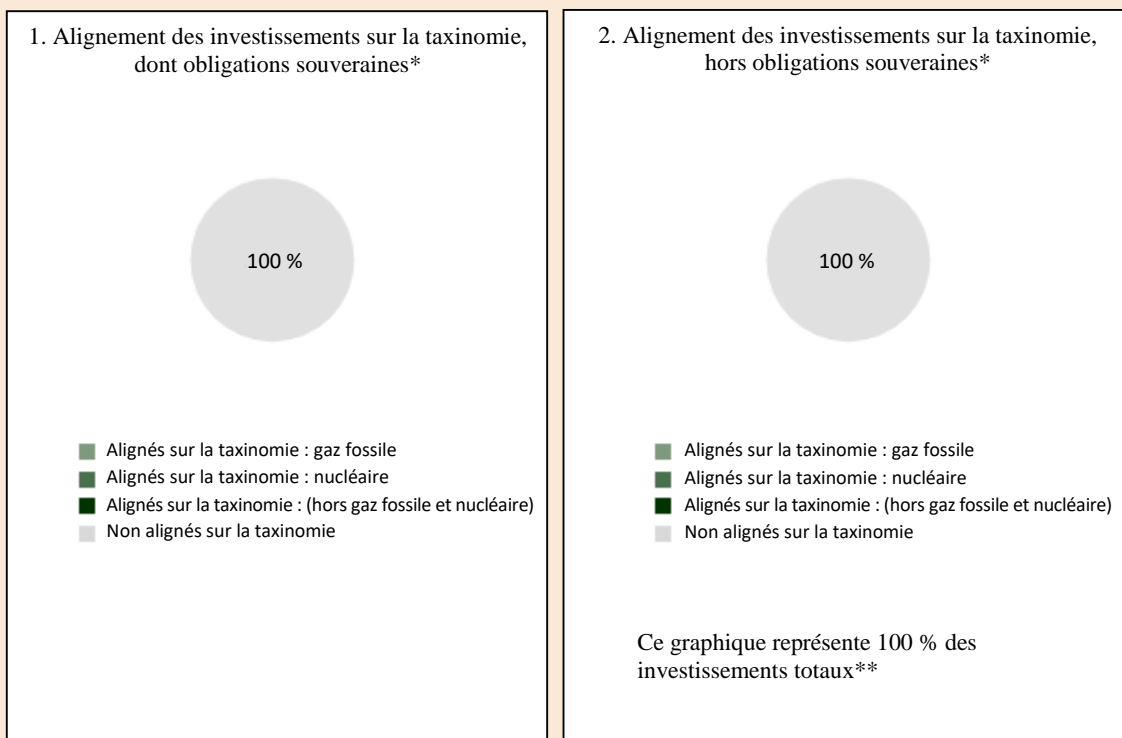 1. Alignement des investissements sur la taxinomie,
dont obligations souveraines*
100 %
Alignés sur la taxinomie : gaz fossile
Alignés sur la taxinomie : nucléaire
Alignés sur la taxinomie : (hors gaz fossile et nucléaire)
Non alignés sur la taxinomie
2. Alignement des investissements sur la taxinomie,
hors obligations souveraines*
100 %
Alignés sur la taxinomie : gaz fossile
Alignés sur la taxinomie : nucléaire
Alignés sur la taxinomie : (hors gaz fossile et nucléaire)
Non alignés sur la taxinomie
Ce graphique représente 100 % des
investissements totaux**